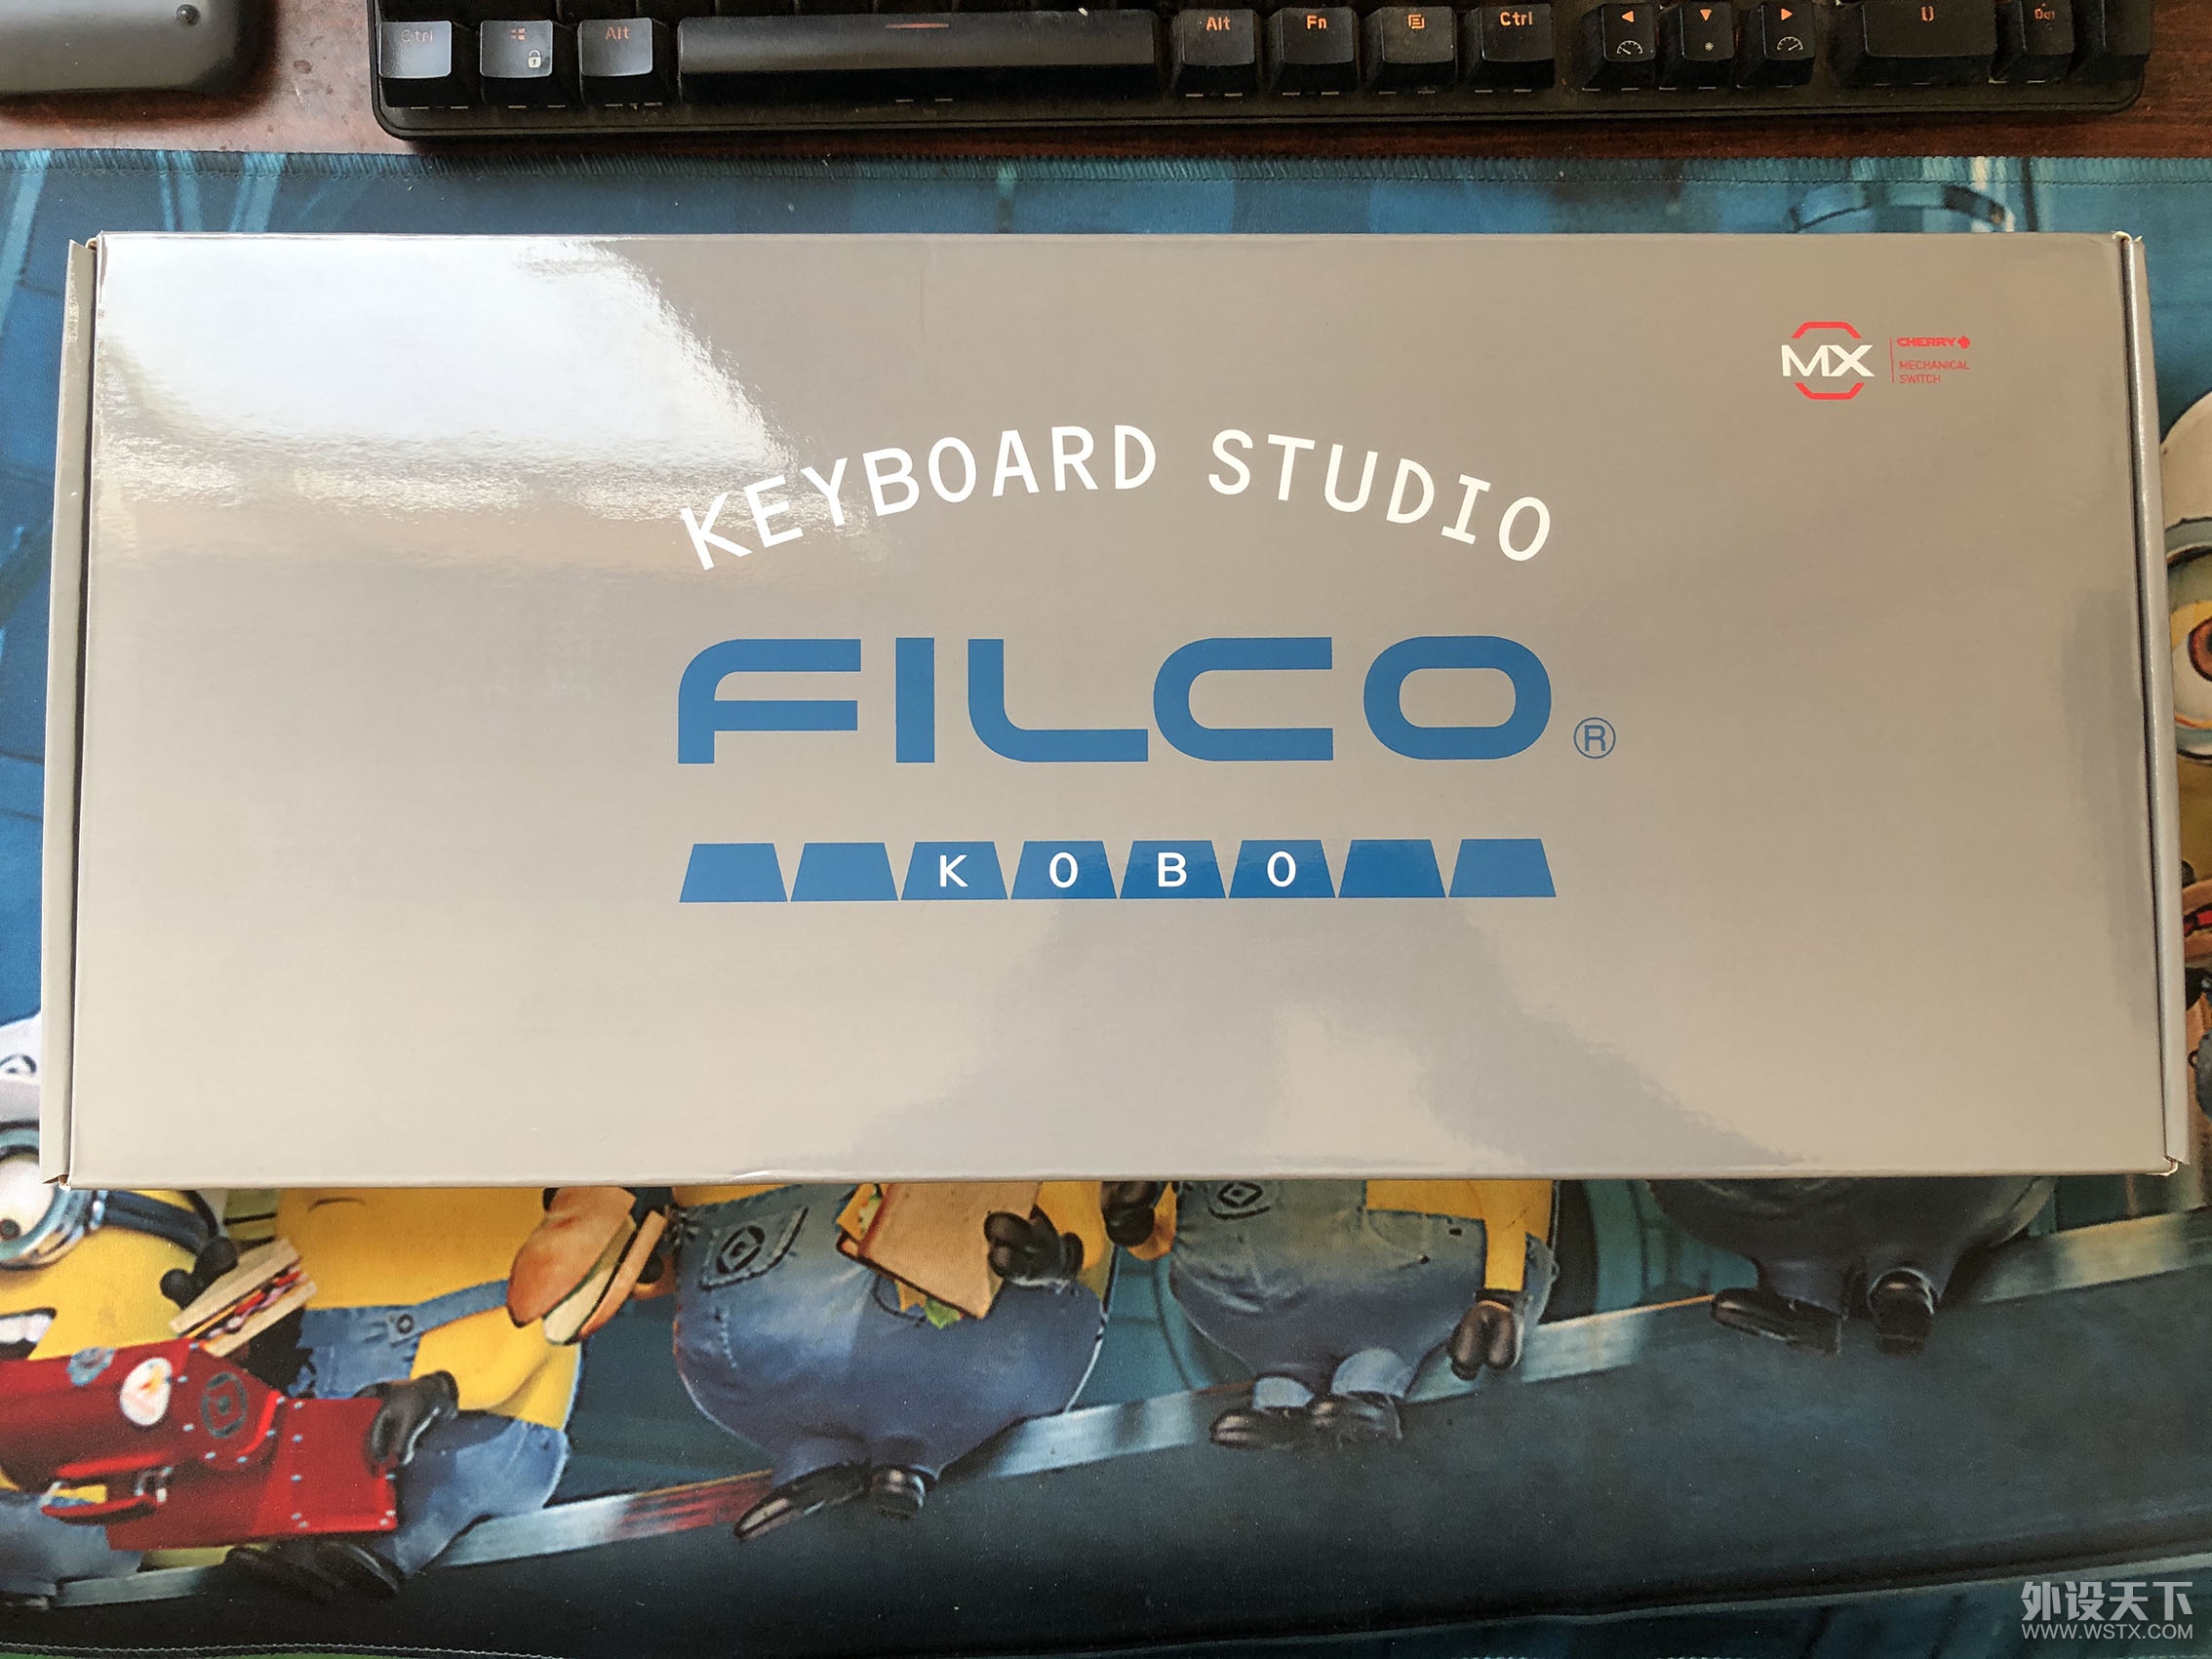 Ctrl Alt Alt Fn Ctrl Del
MX CHERRY
MECHANICAL
SWITCH
KEYBOARD STUDIO
FILCO®
KOBO
外设天下
WWW.WSTX.COM